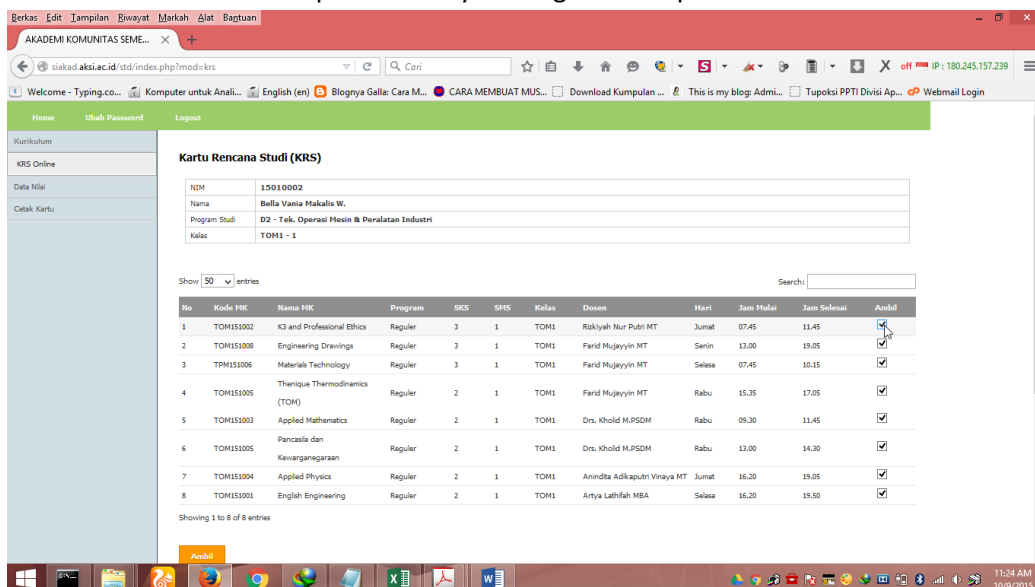 Berkas Edit Tampilan Riwayat Markah Alat Bantuan
AKADEMI KOMUNITAS SEME...
siakad.aksi.ac.id/std/index.php?mod=krs Cari off IP : 180.245.157.239
Welcome - Typing.co... Komputer untuk Anali... English (en) Blognya Galla: Cara M... CARA MEMBUAT MUS... Download Kumpulan ... This is my blog: Admi... Tupoksi PPTI Divisi Ap... Webmail Login
Home Ubah Password Logout
Kurikulum
KRS Online
Data Nilai
Cetak Kartu
Kartu Rencana Studi (KRS)
NIM 15010002
Nama Bella Vania Makalis W.
Program Studi D2 - Tek. Operasi Mesin & Peralatan Industri
Kelas TOM1 - 1
Show 50 entries Search:
No Kode MK Nama MK Program SKS SMS Kelas Dosen Hari Jam Mulai Jam Selesai Ambil
1 TOM151002 K3 and Professional Ethics Reguler 3 1 TOM1 Rizkiyah Nur Putri MT Jumat 07.45 11.45
2 TOM151008 Engineering Drawings Reguler 3 1 TOM1 Farid Mujayyin MT Senin 13.00 19.05
3 TPM151006 Materials Technology Reguler 3 1 TOM1 Farid Mujayyin MT Selasa 07.45 10.15
4 TOM151005 Thenique Thermodinamics (TOM) Reguler 2 1 TOM1 Farid Mujayyin MT Rabu 15.35 17.05
5 TOM151003 Applied Mathematics Reguler 2 1 TOM1 Drs. Kholid M.PSDM Rabu 09.30 11.45
6 TOM151005 Pancasila dan Kewarganegaraan Reguler 2 1 TOM1 Drs. Kholid M.PSDM Rabu 13.00 14.30
7 TOM151004 Applied Physics Reguler 2 1 TOM1 Anindita Adikaputri Vinaya MT Jumat 16.20 19.05
8 TOM151001 English Engineering Reguler 2 1 TOM1 Artya Lathifah MBA Selasa 16.20 19.50
Showing 1 to 8 of 8 entries
Ambil
11:24 AM
10/9/2015